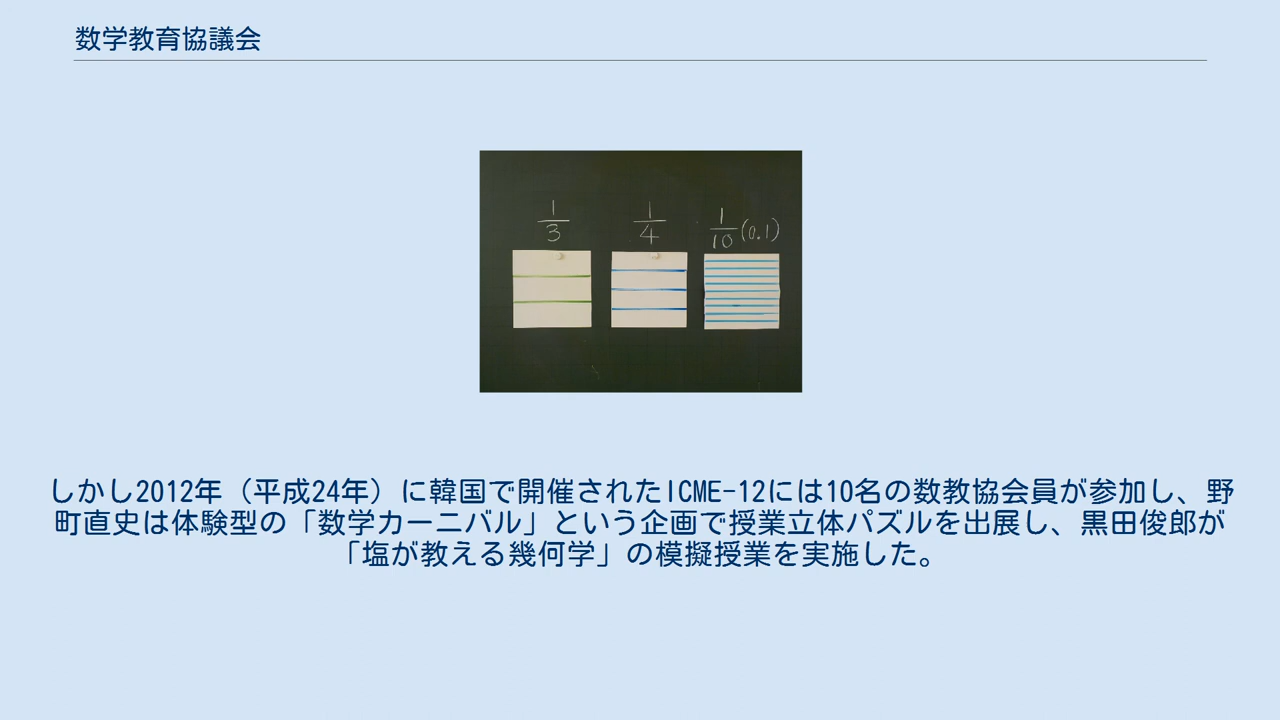 数学教育協議会
1/3
1/4
1/10 (0.1)
しかし2012年（平成24年）に韓国で開催されたICME-12には10名の数教協会員が参加し、野
町直史は体験型の「数学カーニバル」という企画で授業立体パズルを出展し、黒田俊郎が
「塩が教える幾何学」の模擬授業を実施した。